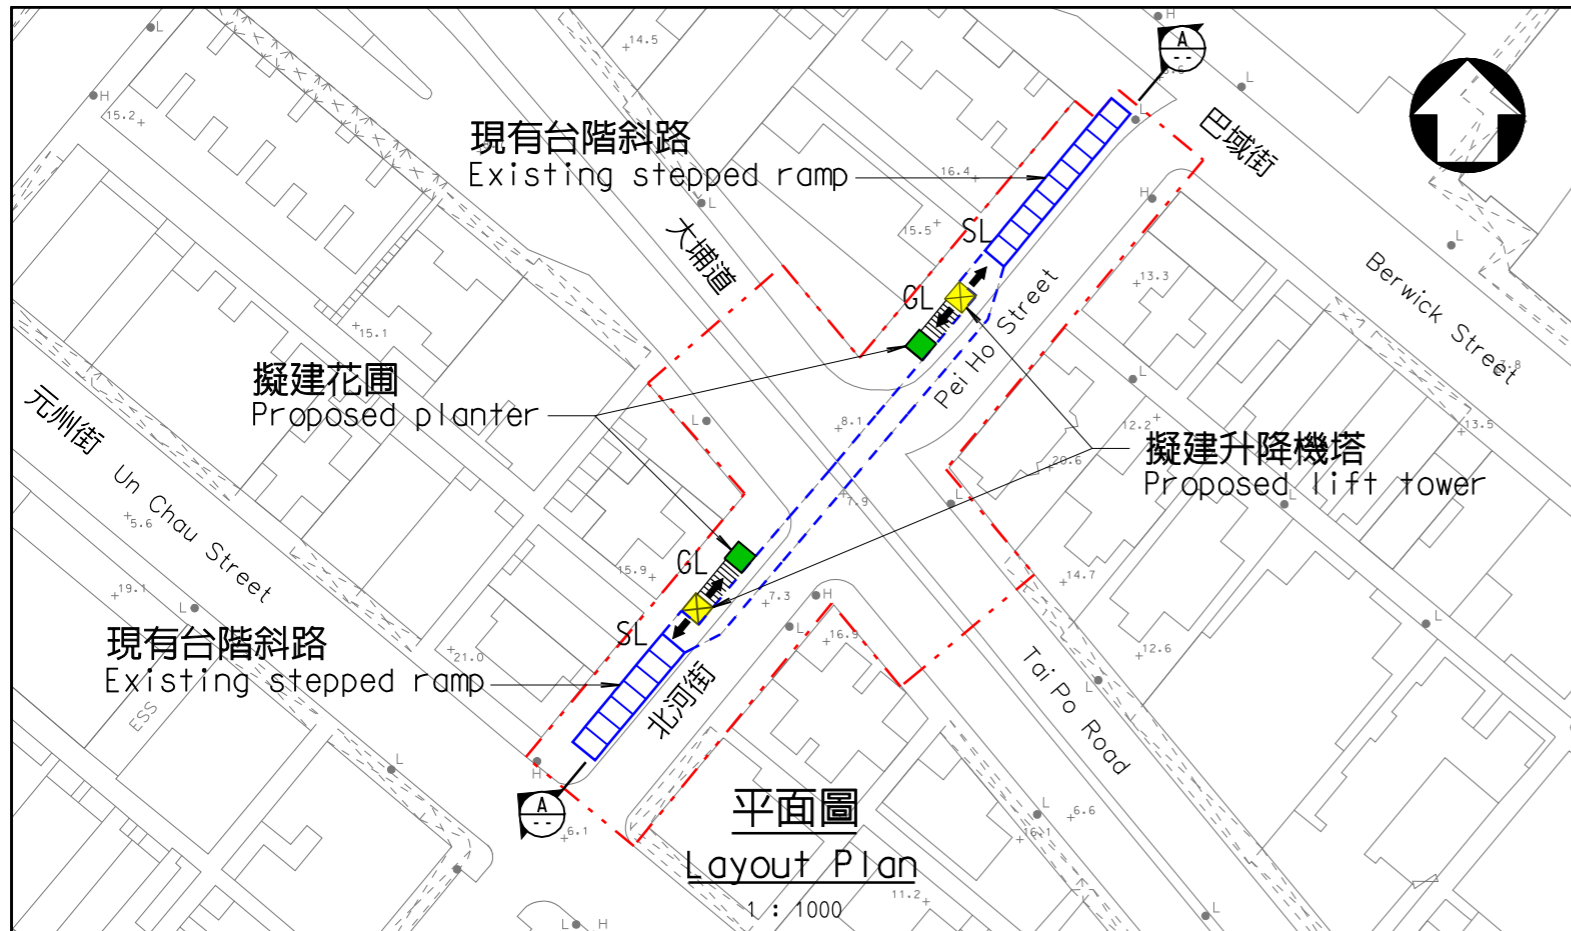 L
H
A
--
14.5
L
3.6
L
15.2
H
L
巴域街
現有台階斜路
Existing stepped ramp
16.4
H
L
15.5
SL
L
大埔道
Berwick Street
13.3
GL
Pei Ho Street
15.1
擬建花圃
Proposed planter
L
8.1
12.2
13.5
元州街
Un Chau Street
擬建升降機塔
Proposed lift tower
20.6
L
L
7.9
5.6
GL
15.9
14.7
19.1
L
7.3
H
L
SL
16.9
L
現有台階斜路
Existing stepped ramp
21.0
12.6
Tai Po Road
L
ESS
北河街
L
H
A
--
6.1
平面圖
Layout Plan
1 : 1000
L
6.6
16.1
11.2
L
L
H
L